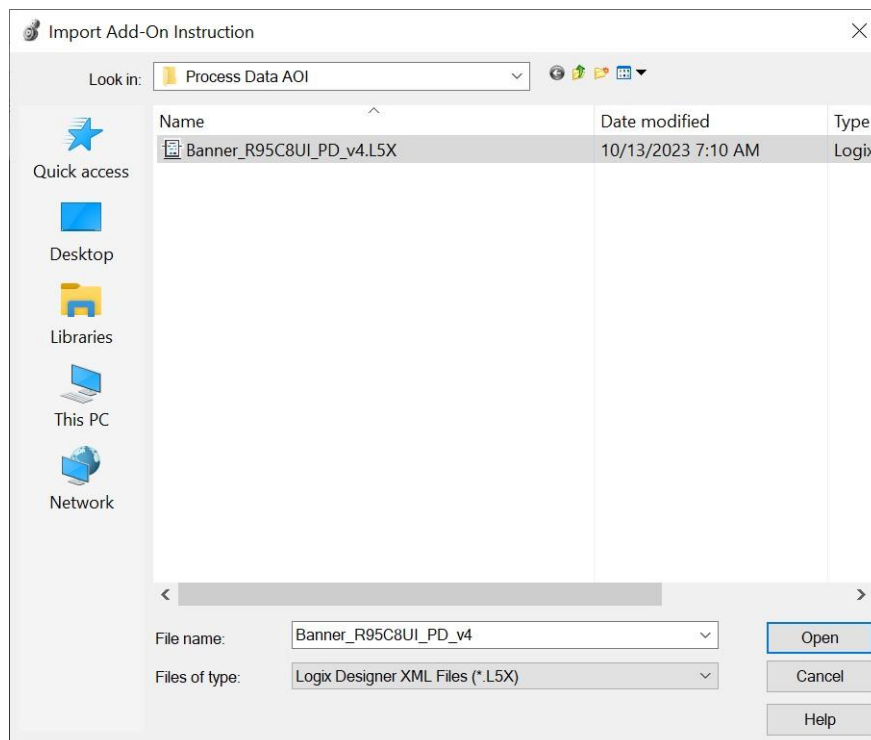 Import Add-On Instruction
Look in: Process Data AOI
Name Date modified Type
Banner_R95C8UI_PD_v4.L5X 10/13/2023 7:10 AM Logix
Quick access
Desktop
Libraries
This PC
Network
File name: Banner_R95C8UI_PD_v4 Open
Files of type: Logix Designer XML Files (*.L5X) Cancel
Help